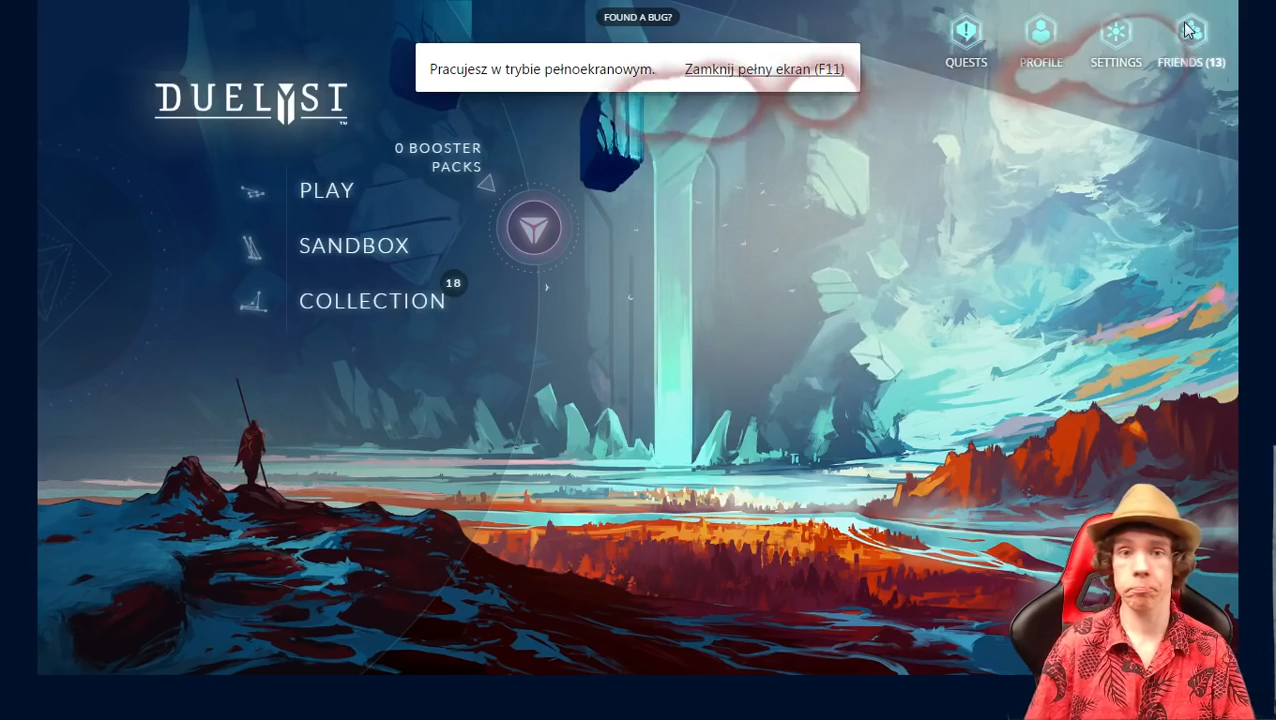 FOUND A BUG?
Pracujesz w trybie pełnoekranowym. Zamknij pełny ekran (F11)
QUESTS
PROFILE
SETTINGS
FRIENDS (13)
DUELYST
™
0 BOOSTER
PACKS
PLAY
SANDBOX
18
COLLECTION